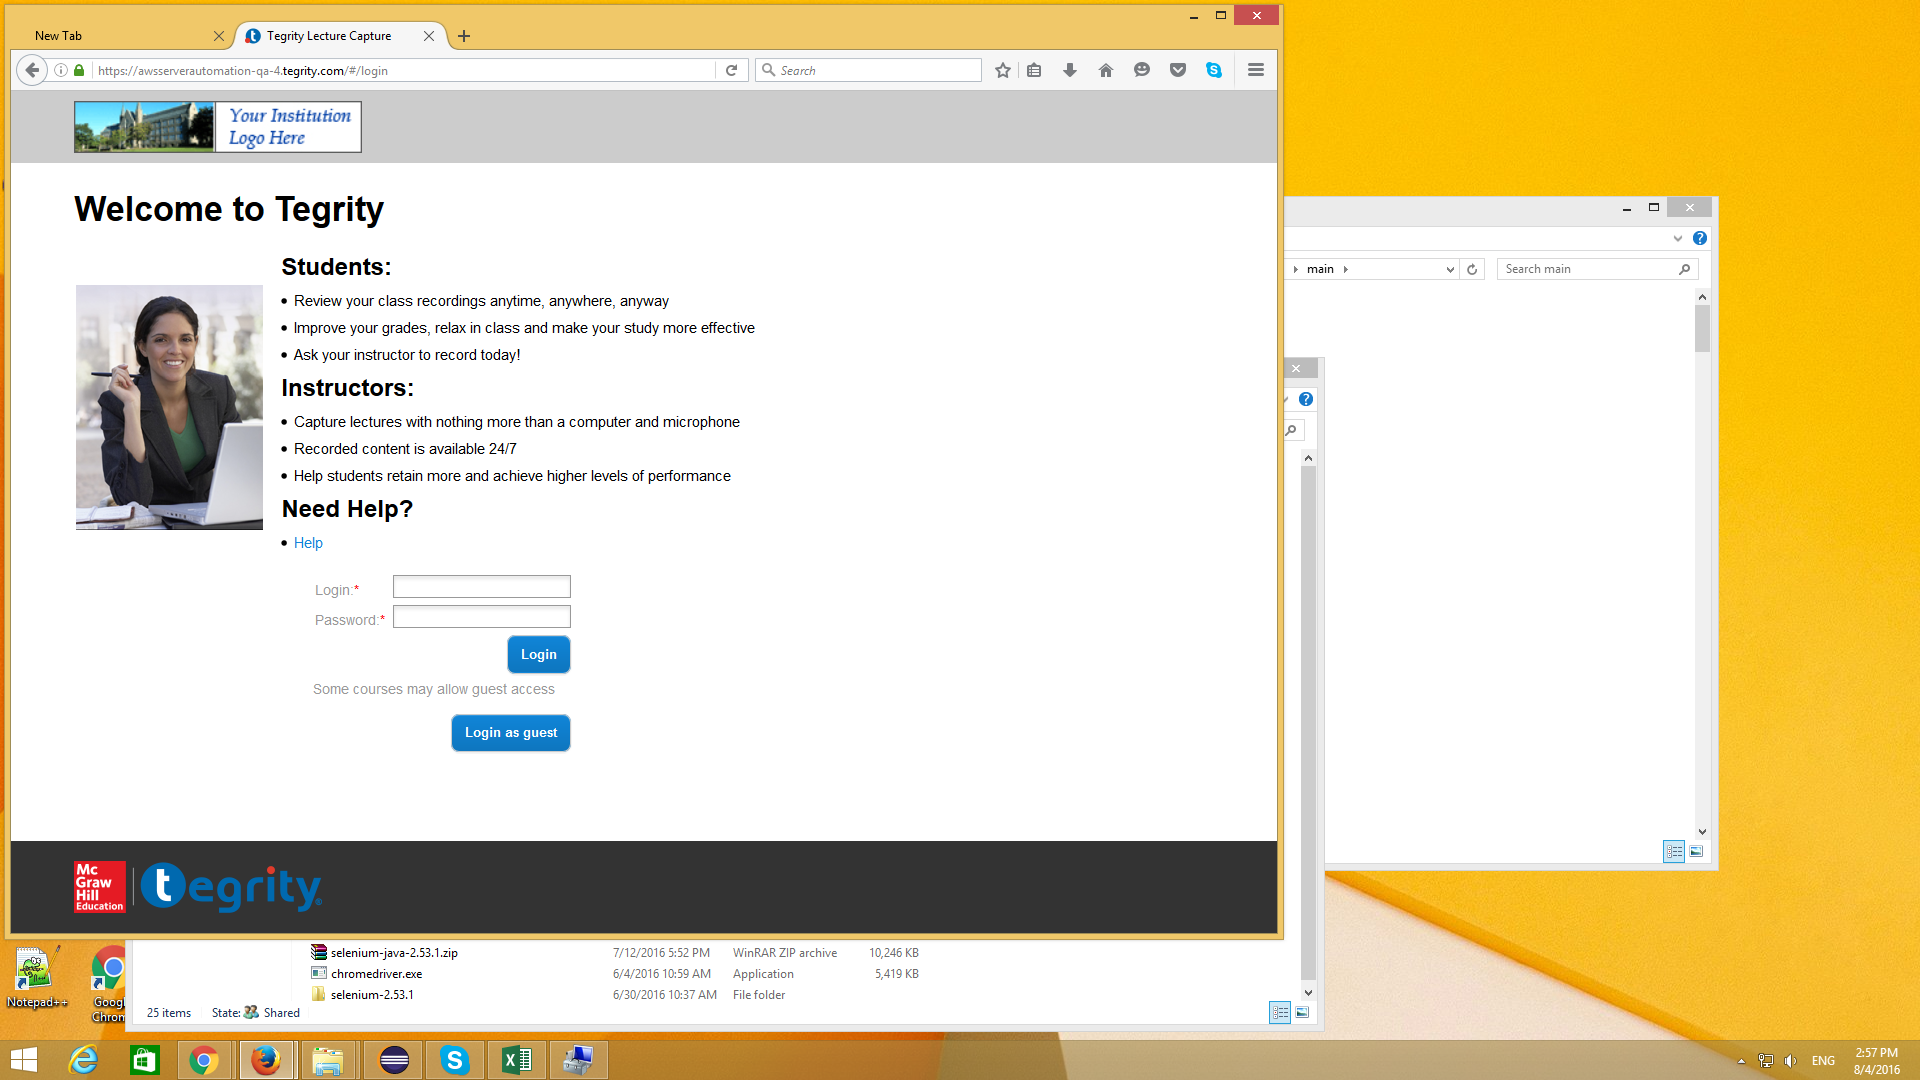 New Tab
Tegrity Lecture Capture
https://awsserverautomation-qa-4.tegrity.com/#/login
Search
Your Institution
Logo Here
Welcome to Tegrity
Students:
• Review your class recordings anytime, anywhere, anyway
• Improve your grades, relax in class and make your study more effective
• Ask your instructor to record today!
Instructors:
• Capture lectures with nothing more than a computer and microphone
• Recorded content is available 24/7
• Help students retain more and achieve higher levels of performance
Need Help?
• Help
Login:*
Password:*
Login
Some courses may allow guest access
Login as guest
Mc
Graw
Hill
Education
tegrity
main
Search main
selenium-java-2.53.1.zip 7/12/2016 5:52 PM WinRAR ZIP archive 10,246 KB
chromedriver.exe 6/4/2016 10:59 AM Application 5,419 KB
selenium-2.53.1 6/30/2016 10:37 AM File folder
25 items State: Shared
Notepad++
Googl
Chron
ENG
2:57 PM
8/4/2016